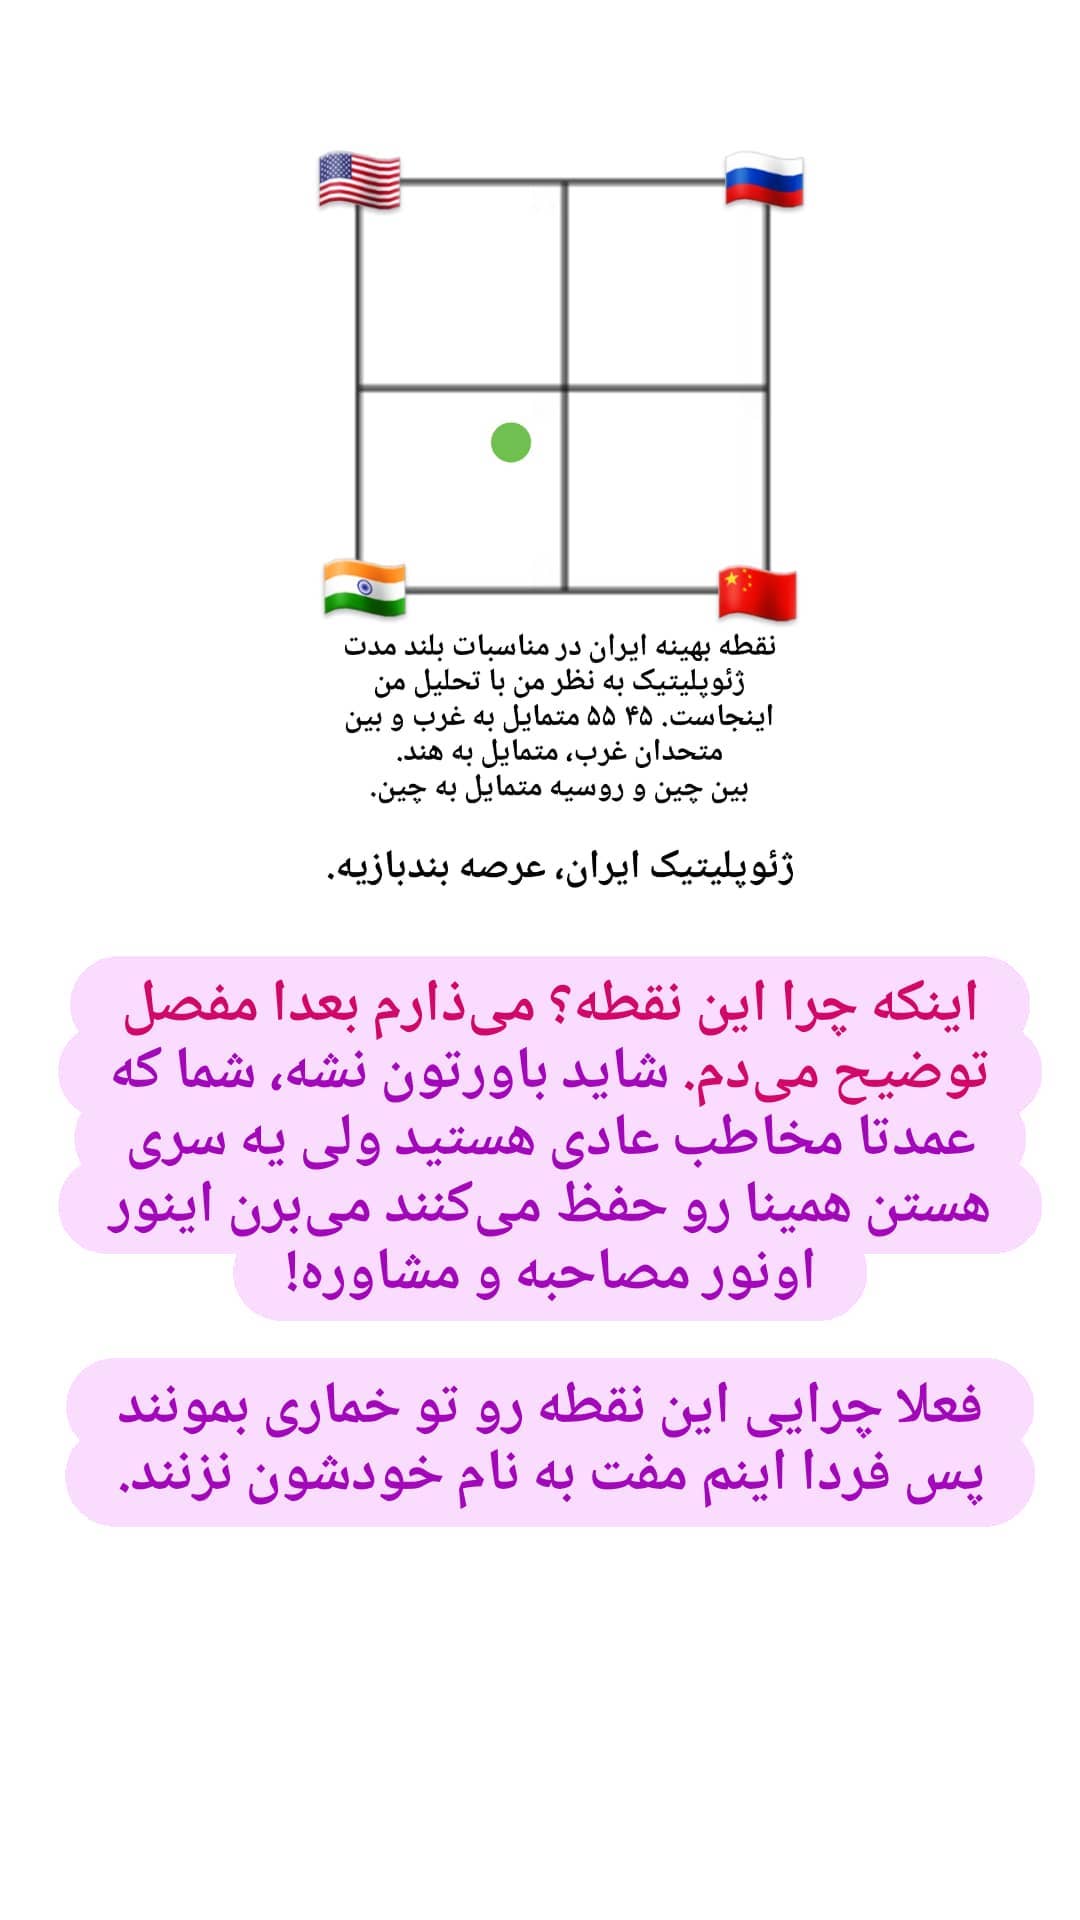 نقطه بهینه ایران در مناسبات بلند مدت
ژئوپلیتیک به نظر من با تحلیل من
اینجاست. ۴۵ ۵۵ متمایل به غرب و بین
متحدان غرب، متمایل به هند.
بین چین و روسیه متمایل به چین.
ژئوپلیتیک ایران، عرصه بندبازیه.
اینکه چرا این نقطه؟ می‌ذارم بعدا مفصل
توضیح می‌دم. شاید باورتون نشه، شما که
عمدتا مخاطب عادی هستید ولی یه سری
هستن همینا رو حفظ می‌کنند می‌برن اینور
اونور مصاحبه و مشاوره!
فعلا چرایی این نقطه رو تو خماری بمونند
پس فردا اینم مفت به نام خودشون نزنند.